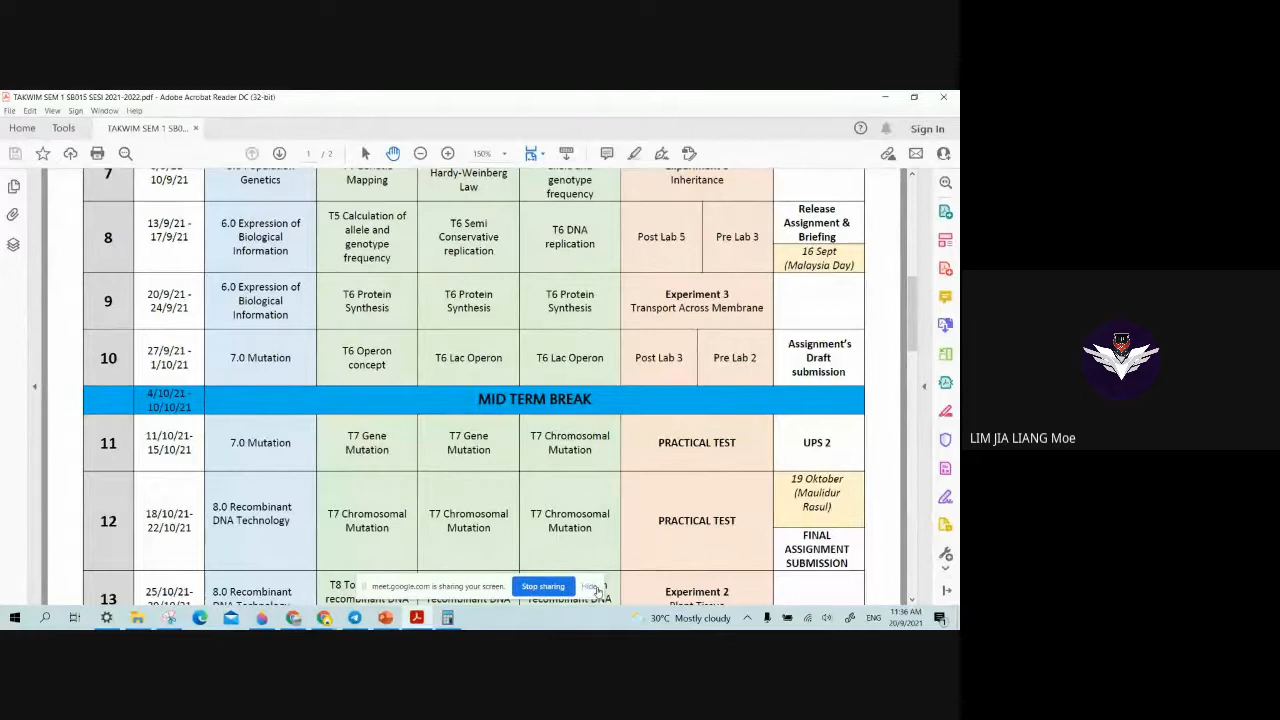 TAKWIM SEM 1 SB015 SESI 2021-2022.pdf - Adobe Acrobat Reader DC (32-bit)
File Edit View Sign Window Help
Home Tools TAKWIM SEM 1 SB0... × Sign In
1 / 2 150%
7
10/9/21
Genetics
Mapping
Hardy-Weinberg
Law
genotype
frequency
Inheritance
8
13/9/21 -
17/9/21
6.0 Expression of
Biological
Information
T5 Calculation of
allele and
genotype
frequency
T6 Semi
Conservative
replication
T6 DNA
replication
Post Lab 5
Pre Lab 3
Release
Assignment &
Briefing
16 Sept
(Malaysia Day)
9
20/9/21 -
24/9/21
6.0 Expression of
Biological
Information
T6 Protein
Synthesis
T6 Protein
Synthesis
T6 Protein
Synthesis
Experiment 3
Transport Across Membrane
10
27/9/21 -
1/10/21
7.0 Mutation
T6 Operon
concept
T6 Lac Operon
T6 Lac Operon
Post Lab 3
Pre Lab 2
Assignment's
Draft
submission
4/10/21 -
10/10/21
MID TERM BREAK
11
11/10/21-
15/10/21
7.0 Mutation
T7 Gene
Mutation
T7 Gene
Mutation
T7 Chromosomal
Mutation
PRACTICAL TEST
UPS 2
12
18/10/21-
22/10/21
8.0 Recombinant
DNA Technology
T7 Chromosomal
Mutation
T7 Chromosomal
Mutation
T7 Chromosomal
Mutation
PRACTICAL TEST
19 Oktober
(Maulidur
Rasul)
FINAL
ASSIGNMENT
SUBMISSION
13
25/10/21-
8.0 Recombinant
Experiment 2
meet.google.com is sharing your screen.
Stop sharing
Hide
30°C Mostly cloudy
ENG
11:36 AM
20/9/2021
LIM JIA LIANG Moe